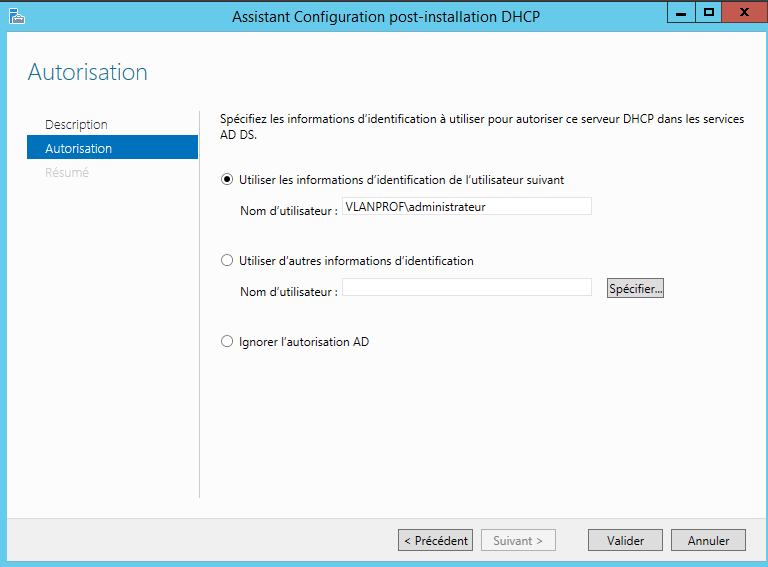 Assistant Configuration post-installation DHCP
X
Autorisation
Description
Autorisation
Résumé
Spécifiez les informations d'identification à utiliser pour autoriser ce serveur DHCP dans les services
AD DS.
Utiliser les informations d'identification de l'utilisateur suivant
Nom d'utilisateur : VLANPROF\administrateur
Utiliser d'autres informations d'identification
Nom d'utilisateur : Spécifier...
Ignorer l'autorisation AD
< Précédent Suivant > Valider Annuler